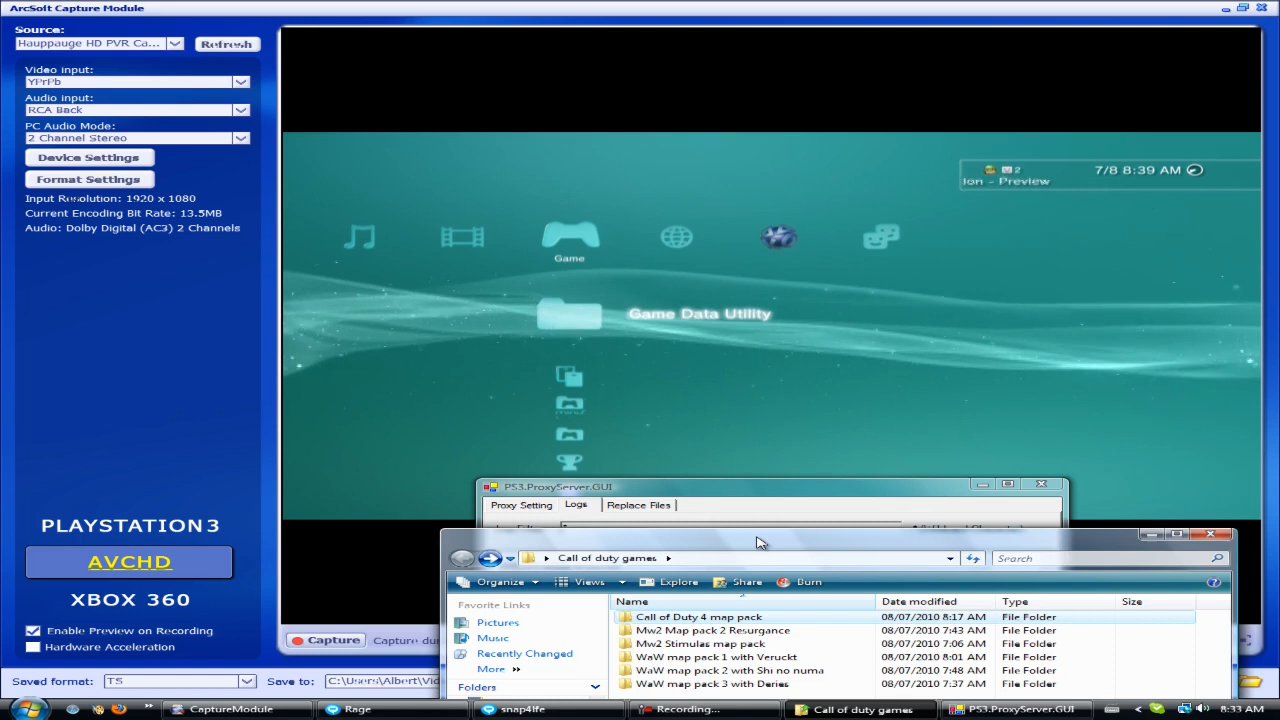 ArcSoft Capture Module
Source:
Hauppauge HD PVR Ca...
Refresh
Video input:
YPrPb
Audio input:
RCA Back
PC Audio Mode:
2 Channel Stereo
Device Settings
Format Settings
Input Resolution: 1920 x 1080
Current Encoding Bit Rate: 13.5MB
Audio: Dolby Digital (AC3) 2 Channels
2
7/8 8:39 AM
Ion - Preview
Game
Game Data Utility
PLAYSTATION3
AVCHD
XBOX 360
Enable Preview on Recording
Hardware Acceleration
Capture
Capture du
Saved format:
TS
Save to:
C:\Users\Albert\Vid
PS3.ProxyServer.GUI
Proxy Setting
Logs
Replace Files
Call of duty games
Search
Organize
Views
Explore
Share
Burn
Favorite Links
Pictures
Music
Recently Changed
More
Folders
Name Date modified Type Size
Call of Duty 4 map pack 08/07/2010 8:17 AM File Folder
Mw2 Map pack 2 Resurgance 08/07/2010 7:43 AM File Folder
Mw2 Stimulas map pack 08/07/2010 7:06 AM File Folder
WaW map pack 1 with Veruckt 08/07/2010 8:01 AM File Folder
WaW map pack 2 with Shi no numa 08/07/2010 7:48 AM File Folder
WaW map pack 3 with Deries 08/07/2010 7:37 AM File Folder
CaptureModule
Rage
snap4lfe
Recording...
Call of duty games
PS3.ProxyServer.GUI
8:33 AM